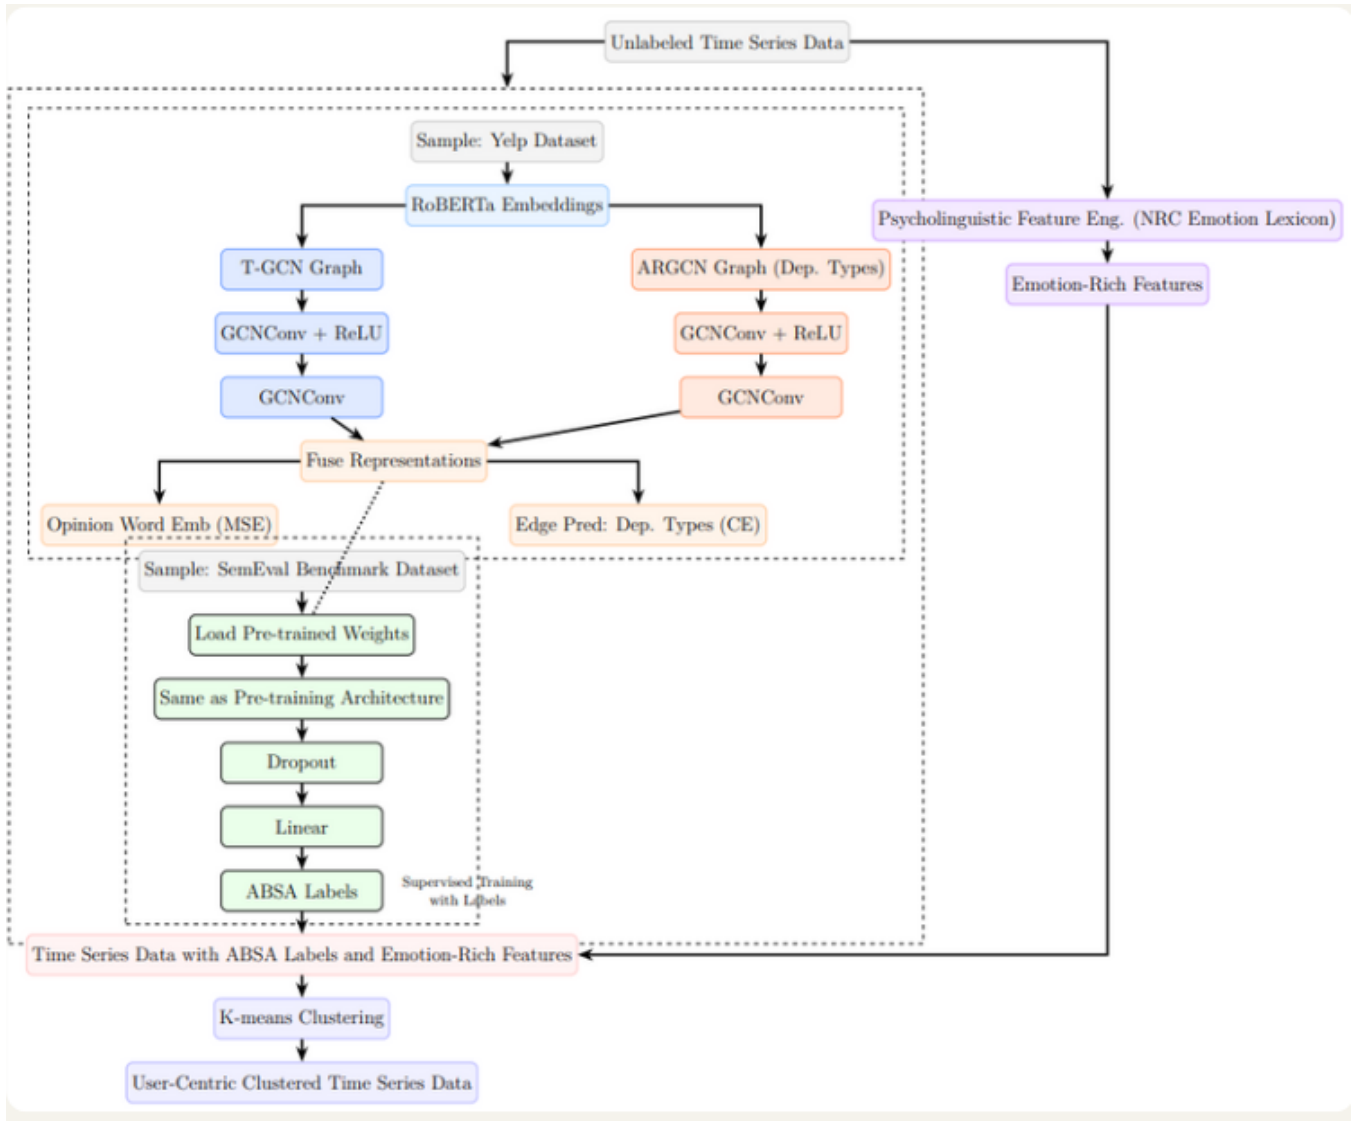 Unlabeled Time Series Data
Sample: Yelp Dataset
RoBERTa Embeddings
Psycholinguistic Feature Eng. (NRC Emotion Lexicon)
T-GCN Graph
ARGCN Graph (Dep. Types)
Emotion-Rich Features
GCNConv + ReLU
GCNConv + ReLU
GCNConv
GCNConv
Fuse Representations
Opinion Word Emb (MSE)
Edge Pred: Dep. Types (CE)
Sample: SemEval Benchmark Dataset
Load Pre-trained Weights
Same as Pre-training Architecture
Dropout
Linear
ABSA Labels
Supervised Training
with Labels
Time Series Data with ABSA Labels and Emotion-Rich Features
K-means Clustering
User-Centric Clustered Time Series Data